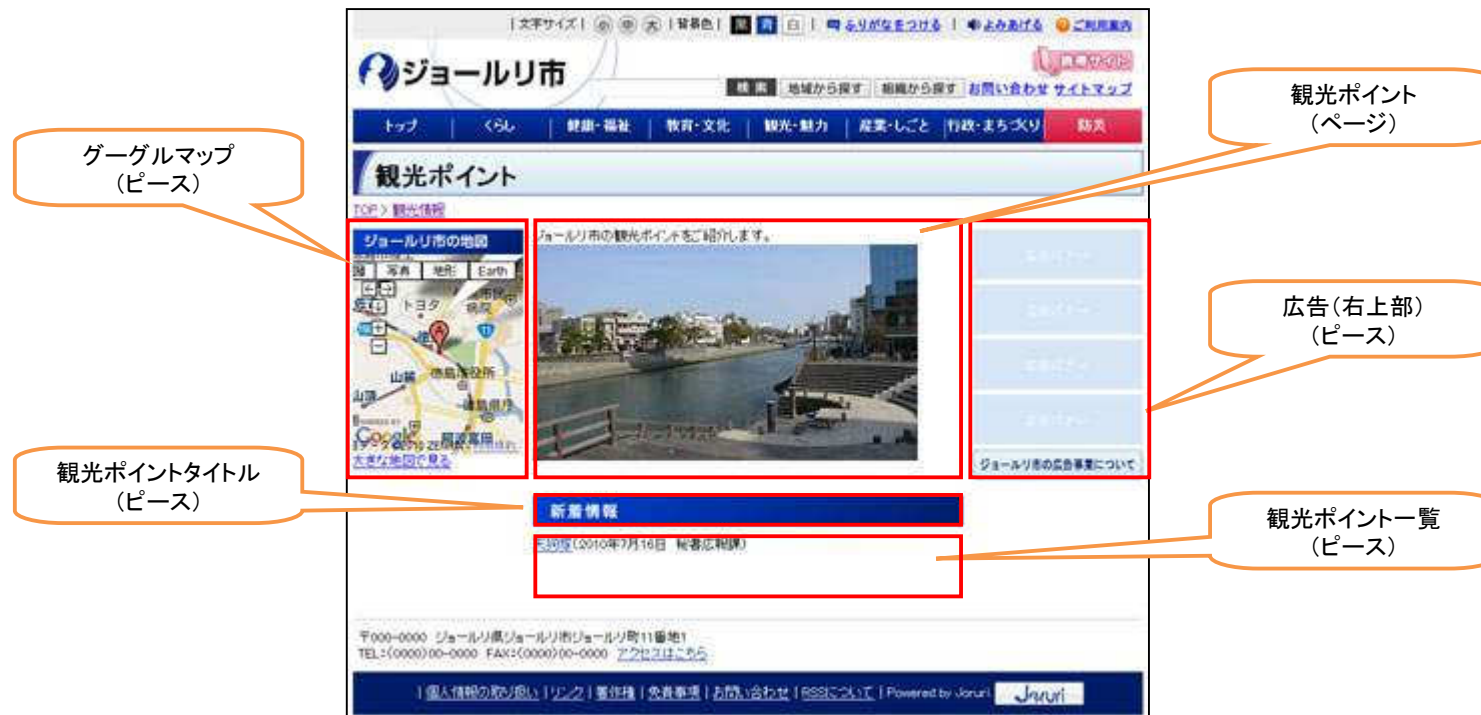 |文字サイズ| 小 中 大 |背景色| 黒 青 白 | ふりがなをつける | よみあげる ご利用案内
ジョールリ市
検索 地域から探す 組織から探す お問い合わせ サイトマップ
トップ くらし 健康・福祉 教育・文化 観光・魅力 産業・しごと 行政・まちづくり 防災
観光ポイント
TOP > 観光情報
グーグルマップ
(ピース)
観光ポイント
(ページ)
ジョールリ市の地図
写真 地形 Earth
トヨタ
山頂
Google
大きな地図で見る
ジョールリ市の観光ポイントをご紹介します。
広告(右上部)
(ピース)
ジョールリ市の広告事業について
観光ポイントタイトル
(ピース)
新着情報
(2010年7月16日 秘書広報課)
観光ポイント一覧
(ピース)
〒000-0000 ジョールリ県ジョールリ市ジョールリ町11番地1
TEL:(0000)00-0000 FAX:(0000)00-0000 アクセスはこちら
|個人情報の取り扱い|リンク|著作権|免責事項|お問い合わせ|RSSについて|Powered by Joruri
Joruri